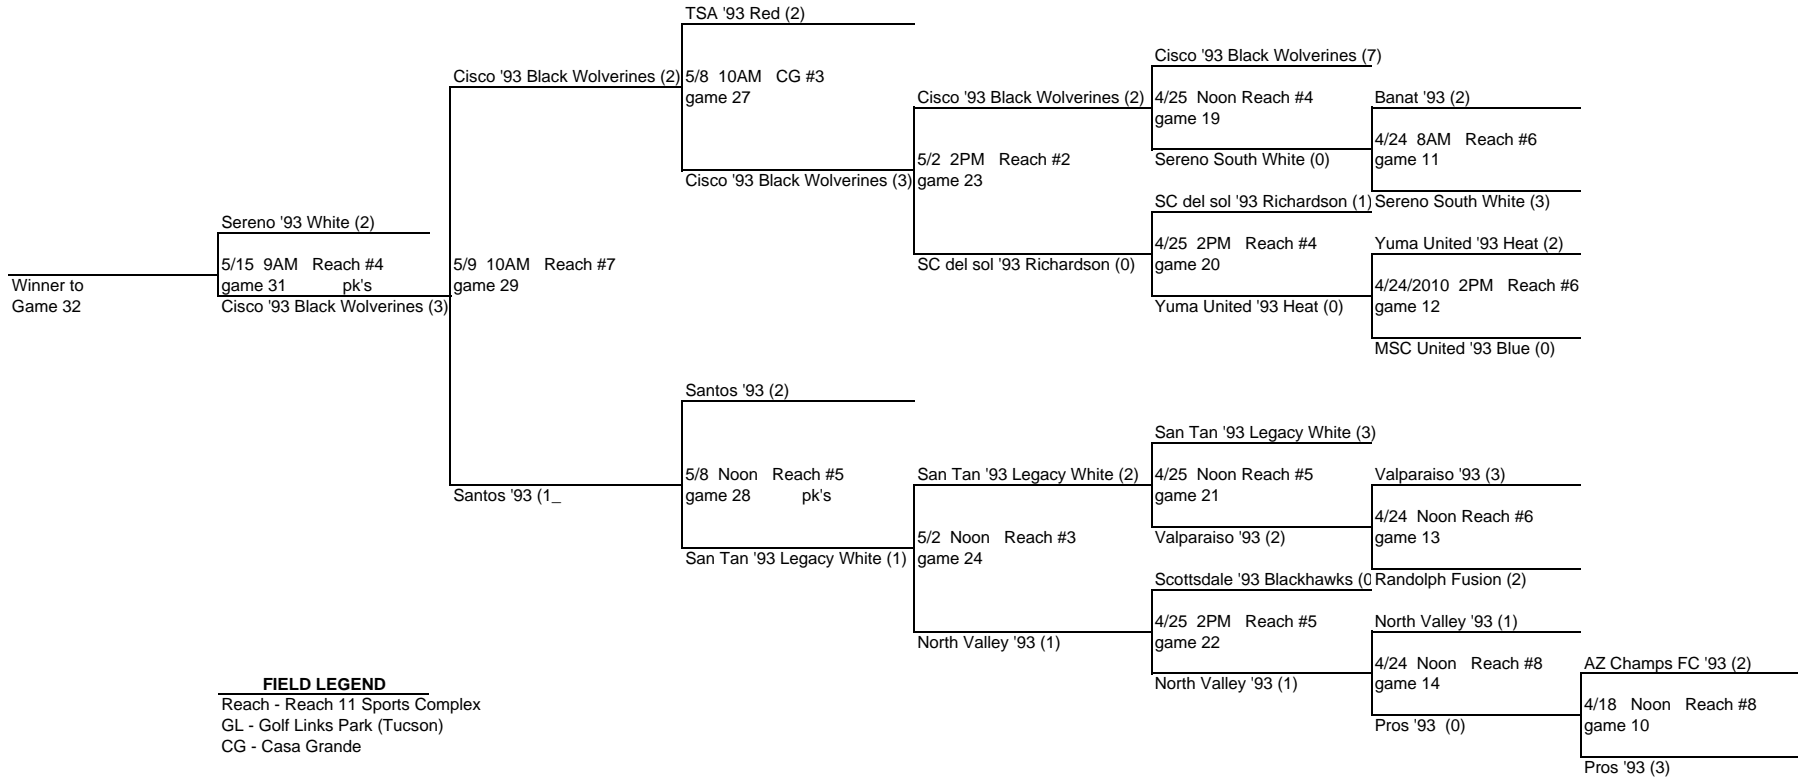 TSA '93 Red (2)
Cisco '93 Black Wolverines (7)
Cisco '93 Black Wolverines (2)
5/8 10AM CG #3
game 27
Cisco '93 Black Wolverines (2)
4/25 Noon Reach #4
game 19
Banat '93 (2)
4/24 8AM Reach #6
game 11
5/2 2PM Reach #2
game 23
Sereno South White (0)
Cisco '93 Black Wolverines (3)
SC del sol '93 Richardson (1)
Sereno South White (3)
Sereno '93 White (2)
4/25 2PM Reach #4
game 20
Yuma United '93 Heat (2)
5/15 9AM Reach #4
game 31 pk's
5/9 10AM Reach #7
game 29
SC del sol '93 Richardson (0)
Winner to
Game 32
Cisco '93 Black Wolverines (3)
Yuma United '93 Heat (0)
4/24/2010 2PM Reach #6
game 12
MSC United '93 Blue (0)
Santos '93 (2)
San Tan '93 Legacy White (3)
5/8 Noon Reach #5
game 28 pk's
San Tan '93 Legacy White (2)
4/25 Noon Reach #5
game 21
Valparaiso '93 (3)
Santos '93 (1_
4/24 Noon Reach #6
game 13
5/2 Noon Reach #3
game 24
Valparaiso '93 (2)
San Tan '93 Legacy White (1)
Scottsdale '93 Blackhawks (0
Randolph Fusion (2)
4/25 2PM Reach #5
game 22
North Valley '93 (1)
North Valley '93 (1)
4/24 Noon Reach #8
game 14
AZ Champs FC '93 (2)
North Valley '93 (1)
4/18 Noon Reach #8
game 10
Pros '93 (0)
Pros '93 (3)
FIELD LEGEND
Reach - Reach 11 Sports Complex
GL - Golf Links Park (Tucson)
CG - Casa Grande